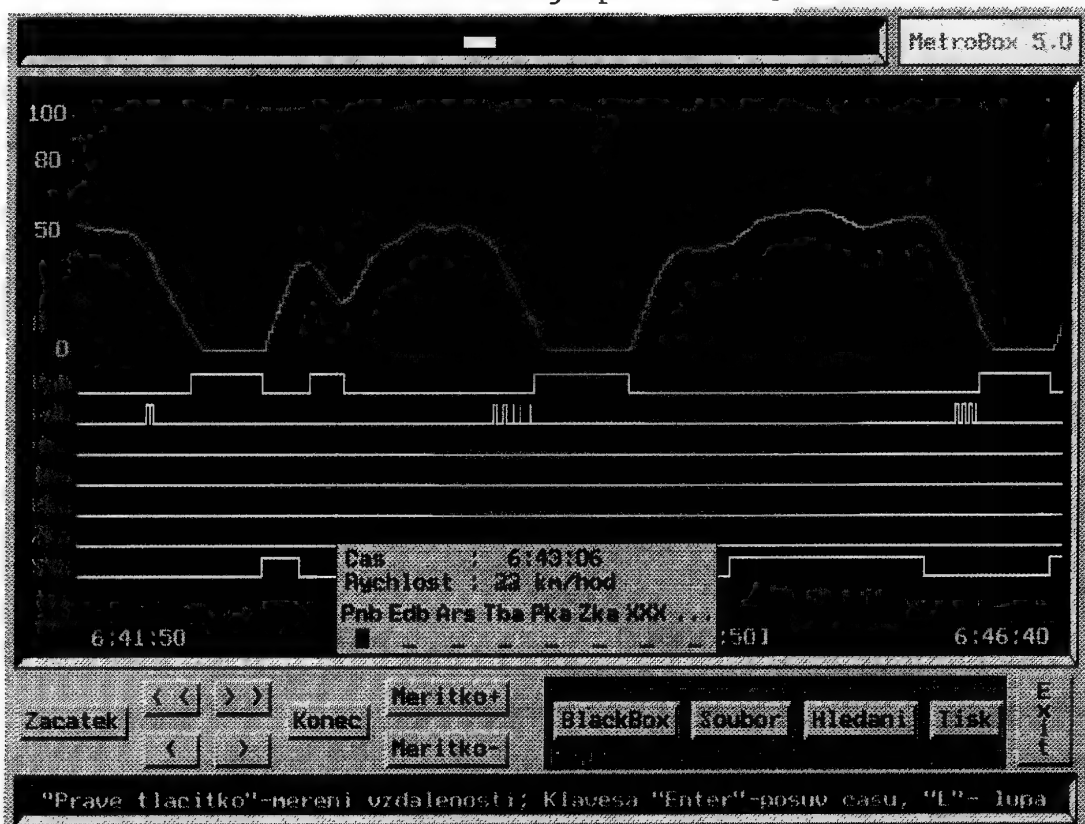 MetroBox 5.0
100
80
50
0
Cas : 6:43:06
Rychlost : 23 km/hod
Pnb Edb Ars Tba Pka Zka XXX ...
6:41:50
:50]
6:46:40
Zacatek
< <
> >
<
>
Konec
Meritko+
Meritko-
BlackBox
Soubor
Hledani
Tisk
Exit
"Prave tlacitko"-mereni vzdalenosti; Klavesa "Enter"-posuv casu, "L"- lupa